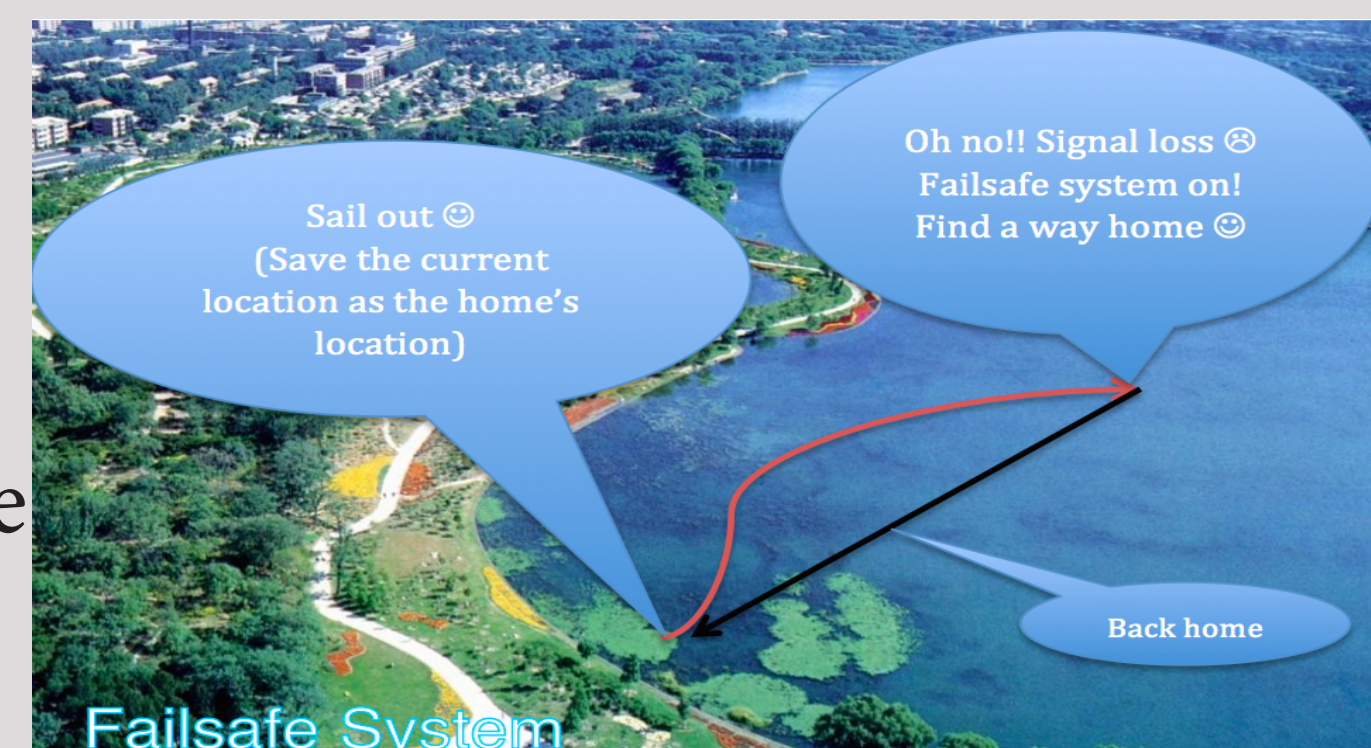 Sail out ☺
(Save the current
location as the home’s
location)
Oh no!! Signal loss ☹
Failsafe system on!
Find a way home ☺
Back home
e
Failsafe System